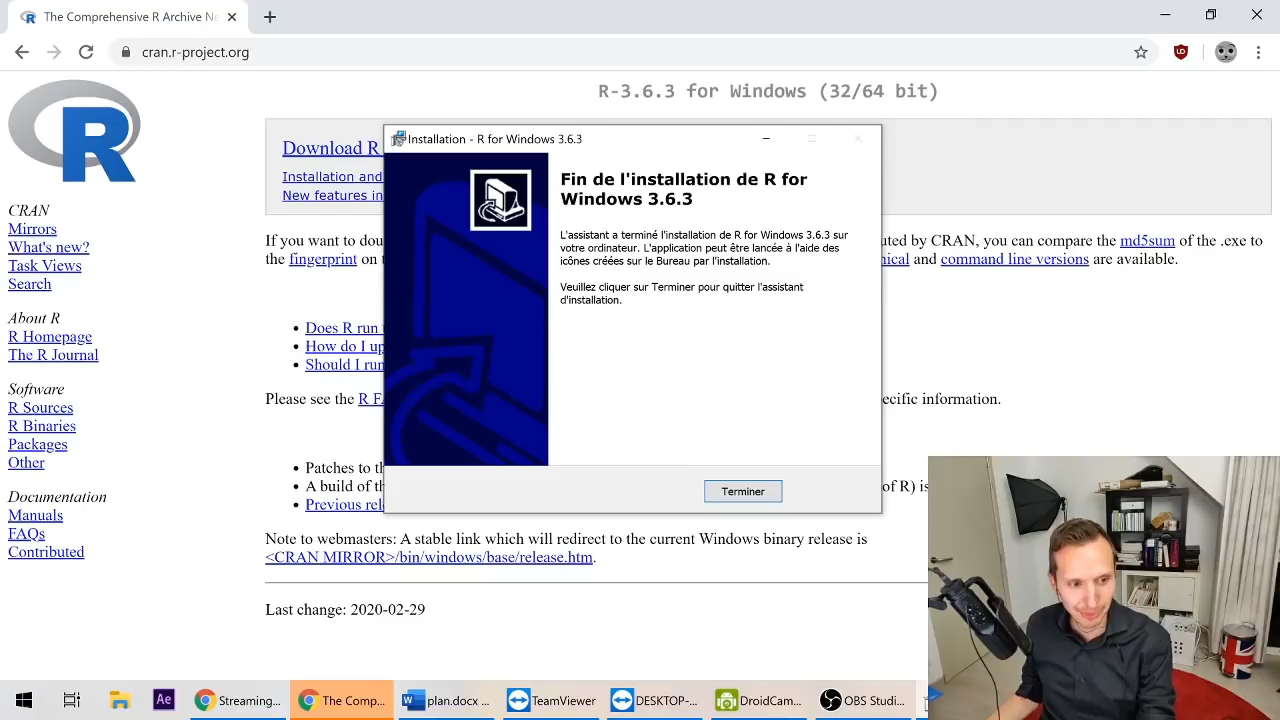 The Comprehensive R Archive Ne
cran.r-project.org
R
R-3.6.3 for Windows (32/64 bit)
Download R
Installation and
New features in
Installation - R for Windows 3.6.3
Fin de l'installation de R for
Windows 3.6.3
L'assistant a terminé l'installation de R for Windows 3.6.3 sur
votre ordinateur. L'application peut être lancée à l'aide des
icônes créées sur le Bureau par l'installation.
Veuillez cliquer sur Terminer pour quitter l'assistant
d'installation.
Terminer
CRAN
Mirrors
What's new?
Task Views
Search
About R
R Homepage
The R Journal
Software
R Sources
R Binaries
Packages
Other
Documentation
Manuals
FAQs
Contributed
If you want to dou
uted by CRAN, you can compare the md5sum of the .exe to
the fingerprint on t
ical and command line versions are available.
Does R run
How do I up
Should I run
Please see the R FA
ecific information.
Patches to th
A build of th
of R) is
Previous rel
Note to webmasters: A stable link which will redirect to the current Windows binary release is
<CRAN MIRROR>/bin/windows/base/release.htm.
Last change: 2020-02-29
Ae
Streaming...
The Comp...
plan.docx ...
TeamViewer
DESKTOP-...
DroidCam...
OBS Studi...